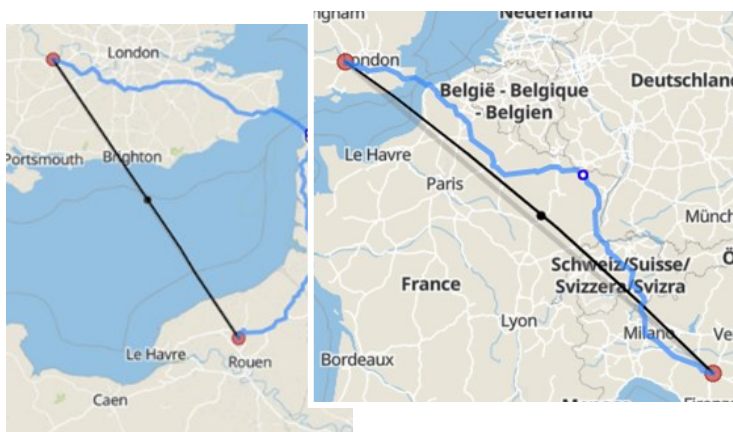 London
Portsmouth
Brighton
Le Havre
Rouen
Caen
ngham
Nederland
ondon
België - Belgique
- Belgien
Deutschland
Le Havre
Paris
Münch
Schweiz/Suisse/
Svizzera/Svizra
Ö
France
Lyon
Milano
Ve
Bordeaux